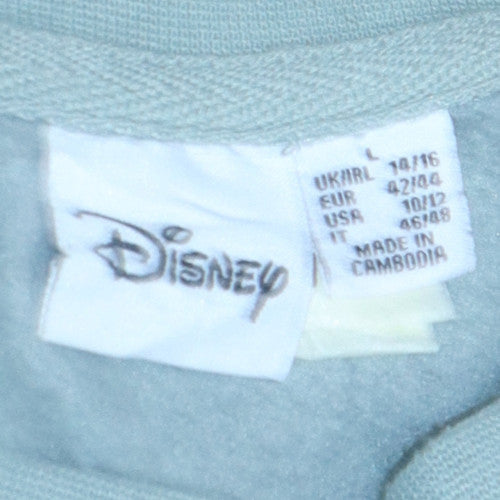 Disney
L
UK/IRL 14/16
EUR 42/44
USA 10/12
IT 46/48
MADE IN
CAMBODIA